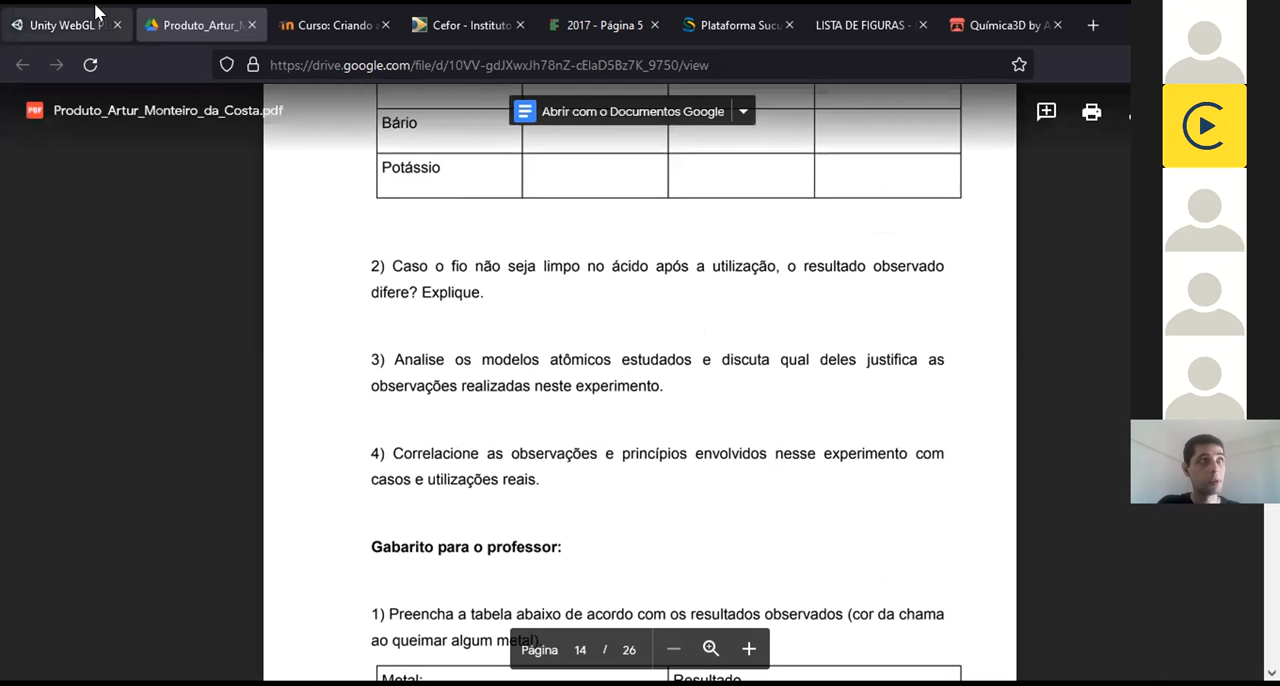 Unity WebGL P
Produto_Artur_M
Curso: Criando a
Cefor - Instituto
2017 - Página 5
Plataforma Sucu
LISTA DE FIGURAS -
Química3D by A
https://drive.google.com/file/d/10VV-gdJXwxJh78nZ-cElaD5Bz7K_9750/view
PDF
Produto_Artur_Monteiro_da_Costa.pdf
Abrir com o Documentos Google
Bário
Potássio
2) Caso o fio não seja limpo no ácido após a utilização, o resultado observado
difere? Explique.
3) Analise os modelos atômicos estudados e discuta qual deles justifica as
observações realizadas neste experimento.
4) Correlacione as observações e princípios envolvidos nesse experimento com
casos e utilizações reais.
Gabarito para o professor:
1) Preencha a tabela abaixo de acordo com os resultados observados (cor da chama
ao queimar algum metal)
Página 14 / 26
Metal:
Resultado